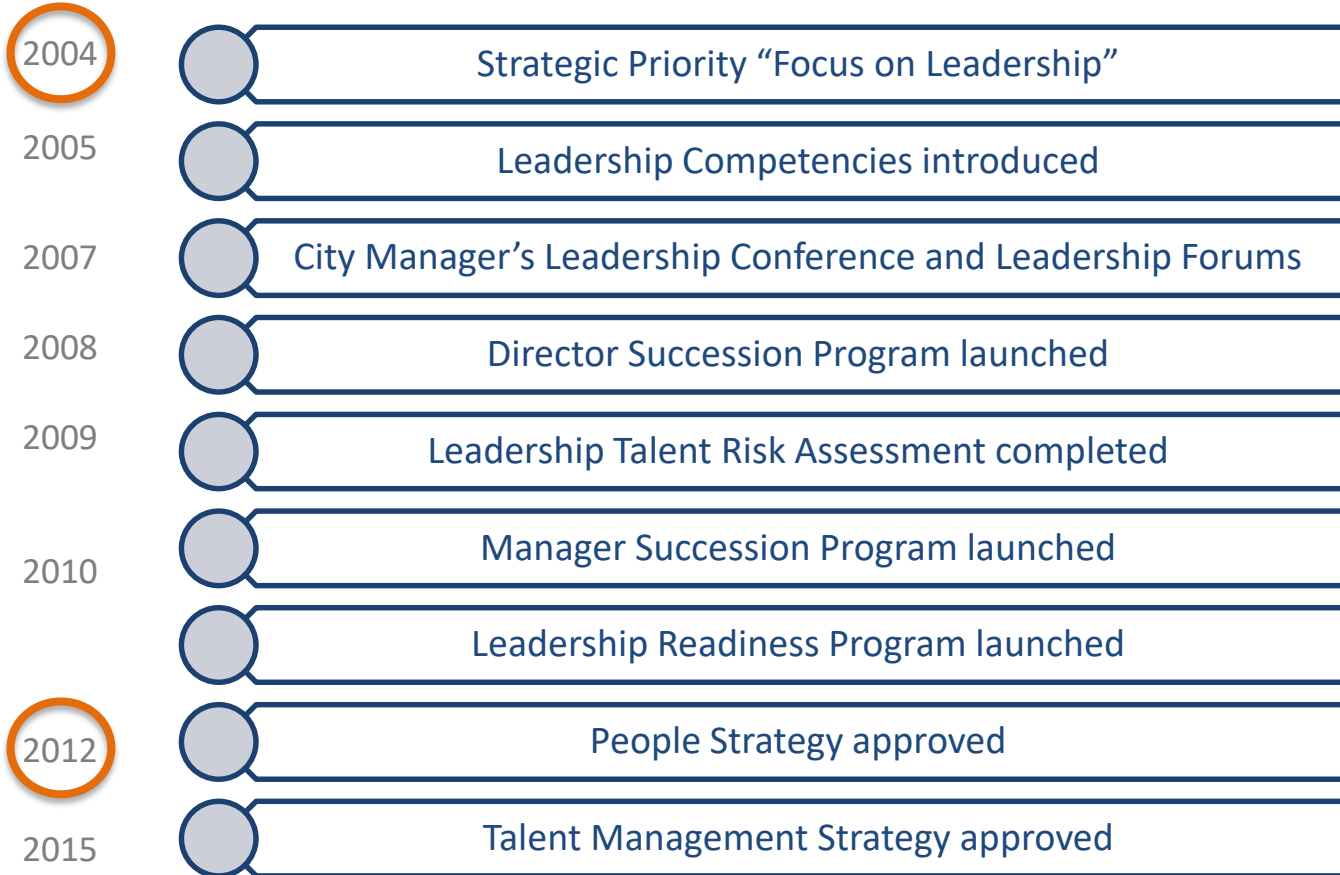 2004
Strategic Priority “Focus on Leadership”
2005
Leadership Competencies introduced
2007
City Manager’s Leadership Conference and Leadership Forums
2008
Director Succession Program launched
2009
Leadership Talent Risk Assessment completed
2010
Manager Succession Program launched
Leadership Readiness Program launched
2012
People Strategy approved
2015
Talent Management Strategy approved